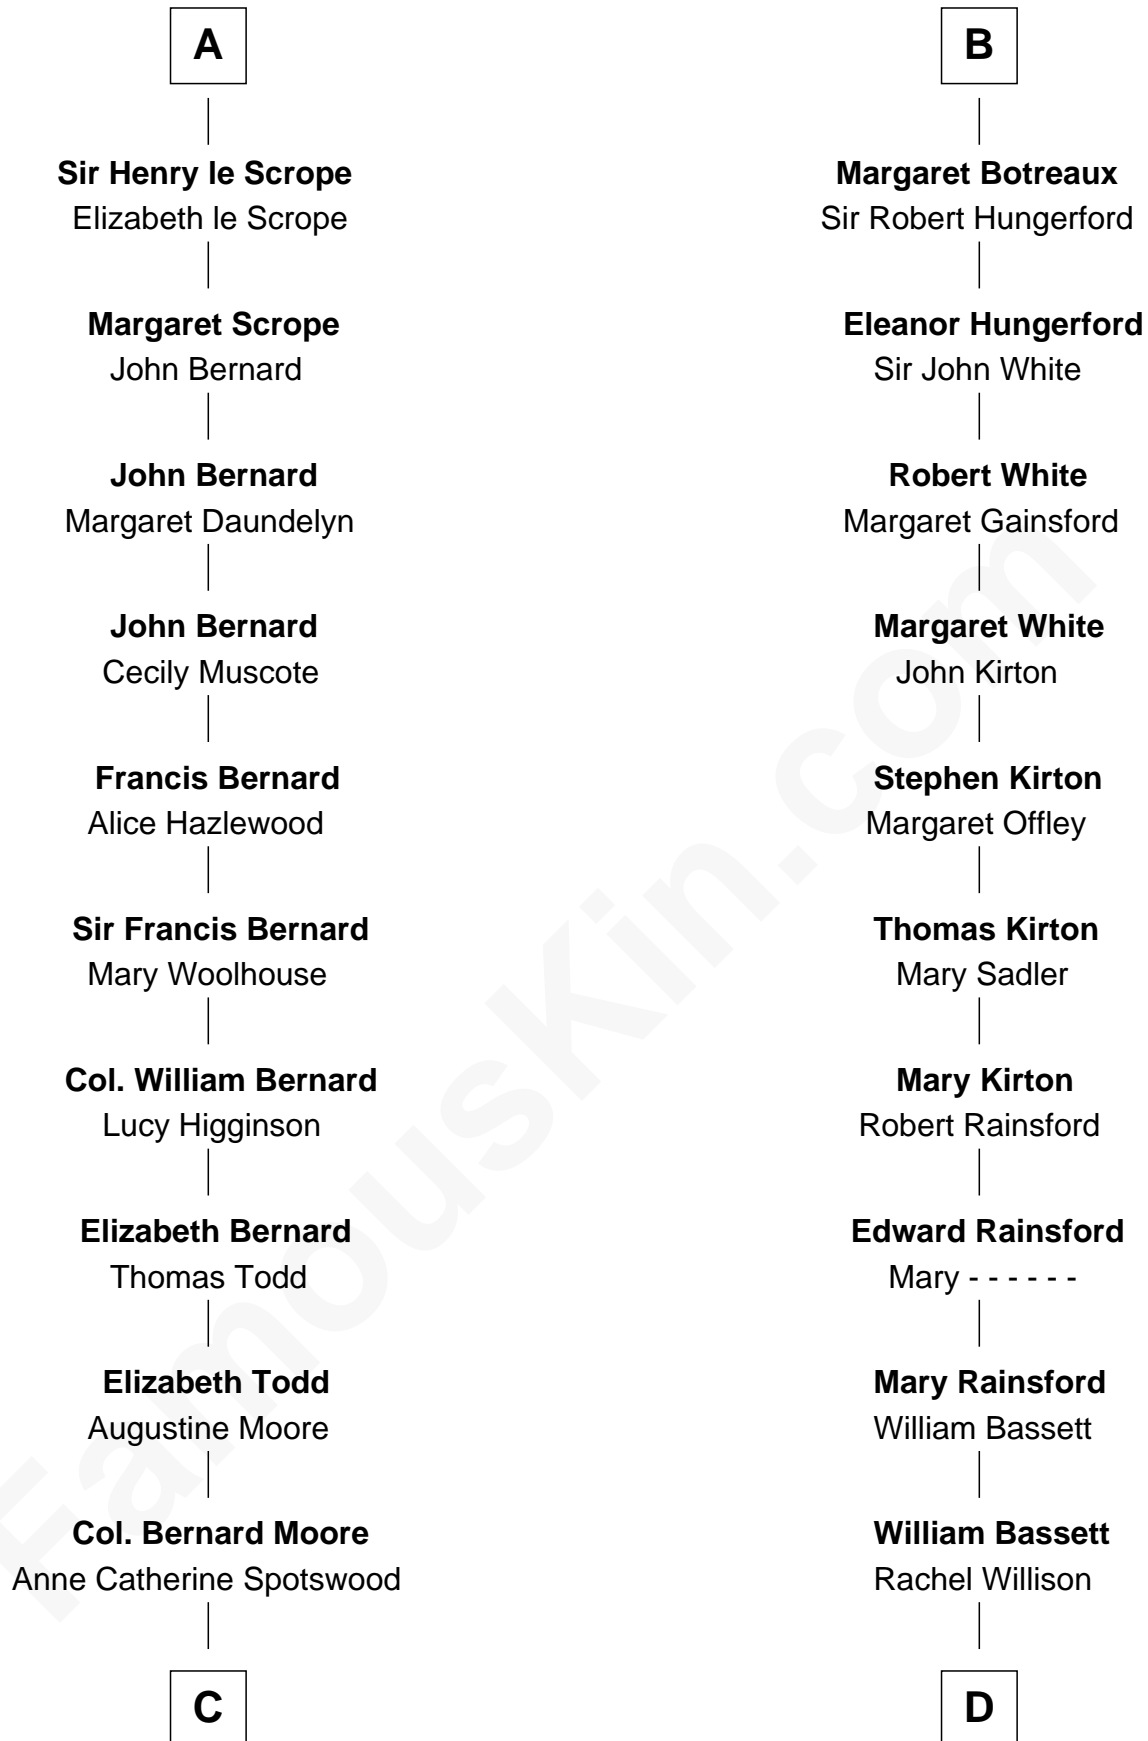 A
Sir Henry le Scrope
Elizabeth le Scrope
Margaret Scrope
John Bernard
John Bernard
Margaret Daundelyn
John Bernard
Cecily Muscote
Francis Bernard
Alice Hazlewood
Sir Francis Bernard
Mary Woolhouse
Col. William Bernard
Lucy Higginson
Elizabeth Bernard
Thomas Todd
Elizabeth Todd
Augustine Moore
Col. Bernard Moore
Anne Catherine Spotswood
C
B
Margaret Botreaux
Sir Robert Hungerford
Eleanor Hungerford
Sir John White
Robert White
Margaret Gainsford
Margaret White
John Kirton
Stephen Kirton
Margaret Offley
Thomas Kirton
Mary Sadler
Mary Kirton
Robert Rainsford
Edward Rainsford
Mary - - - - - -
Mary Rainsford
William Bassett
William Bassett
Rachel Willison
D
FamousKin.com